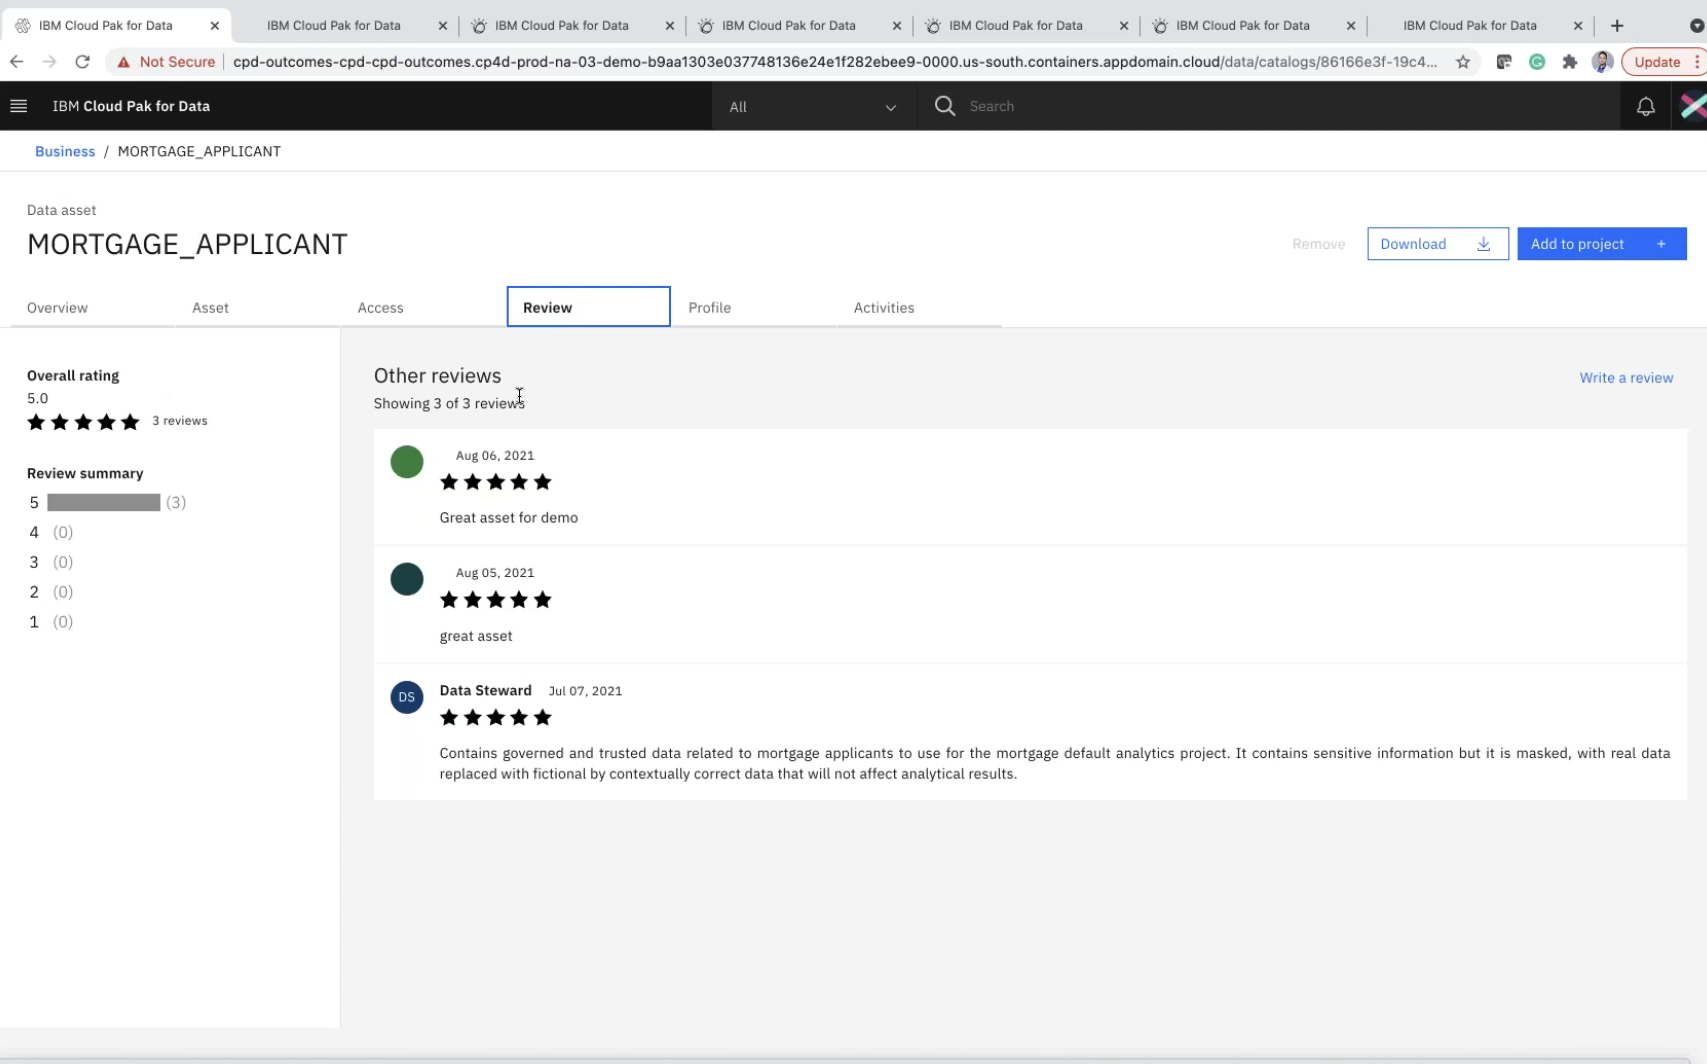 IBM Cloud Pak for Data
IBM Cloud Pak for Data
IBM Cloud Pak for Data
IBM Cloud Pak for Data
IBM Cloud Pak for Data
IBM Cloud Pak for Data
IBM Cloud Pak for Data
Not Secure
cpd-outcomes-cpd-cpd-outcomes.cp4d-prod-na-03-demo-b9aa1303e037748136e24e1f282ebee9-0000.us-south.containers.appdomain.cloud/data/catalogs/86166e3f-19c4...
Update
IBM Cloud Pak for Data
All
Search
Business / MORTGAGE_APPLICANT
Data asset
MORTGAGE_APPLICANT
Remove
Download
Add to project +
Overview
Asset
Access
Review
Profile
Activities
Overall rating
5.0
3 reviews
Review summary
5 (3)
4 (0)
3 (0)
2 (0)
1 (0)
Other reviews
Showing 3 of 3 reviews
Write a review
Aug 06, 2021
Great asset for demo
Aug 05, 2021
great asset
DS
Data Steward Jul 07, 2021
Contains governed and trusted data related to mortgage applicants to use for the mortgage default analytics project. It contains sensitive information but it is masked, with real data
replaced with fictional by contextually correct data that will not affect analytical results.